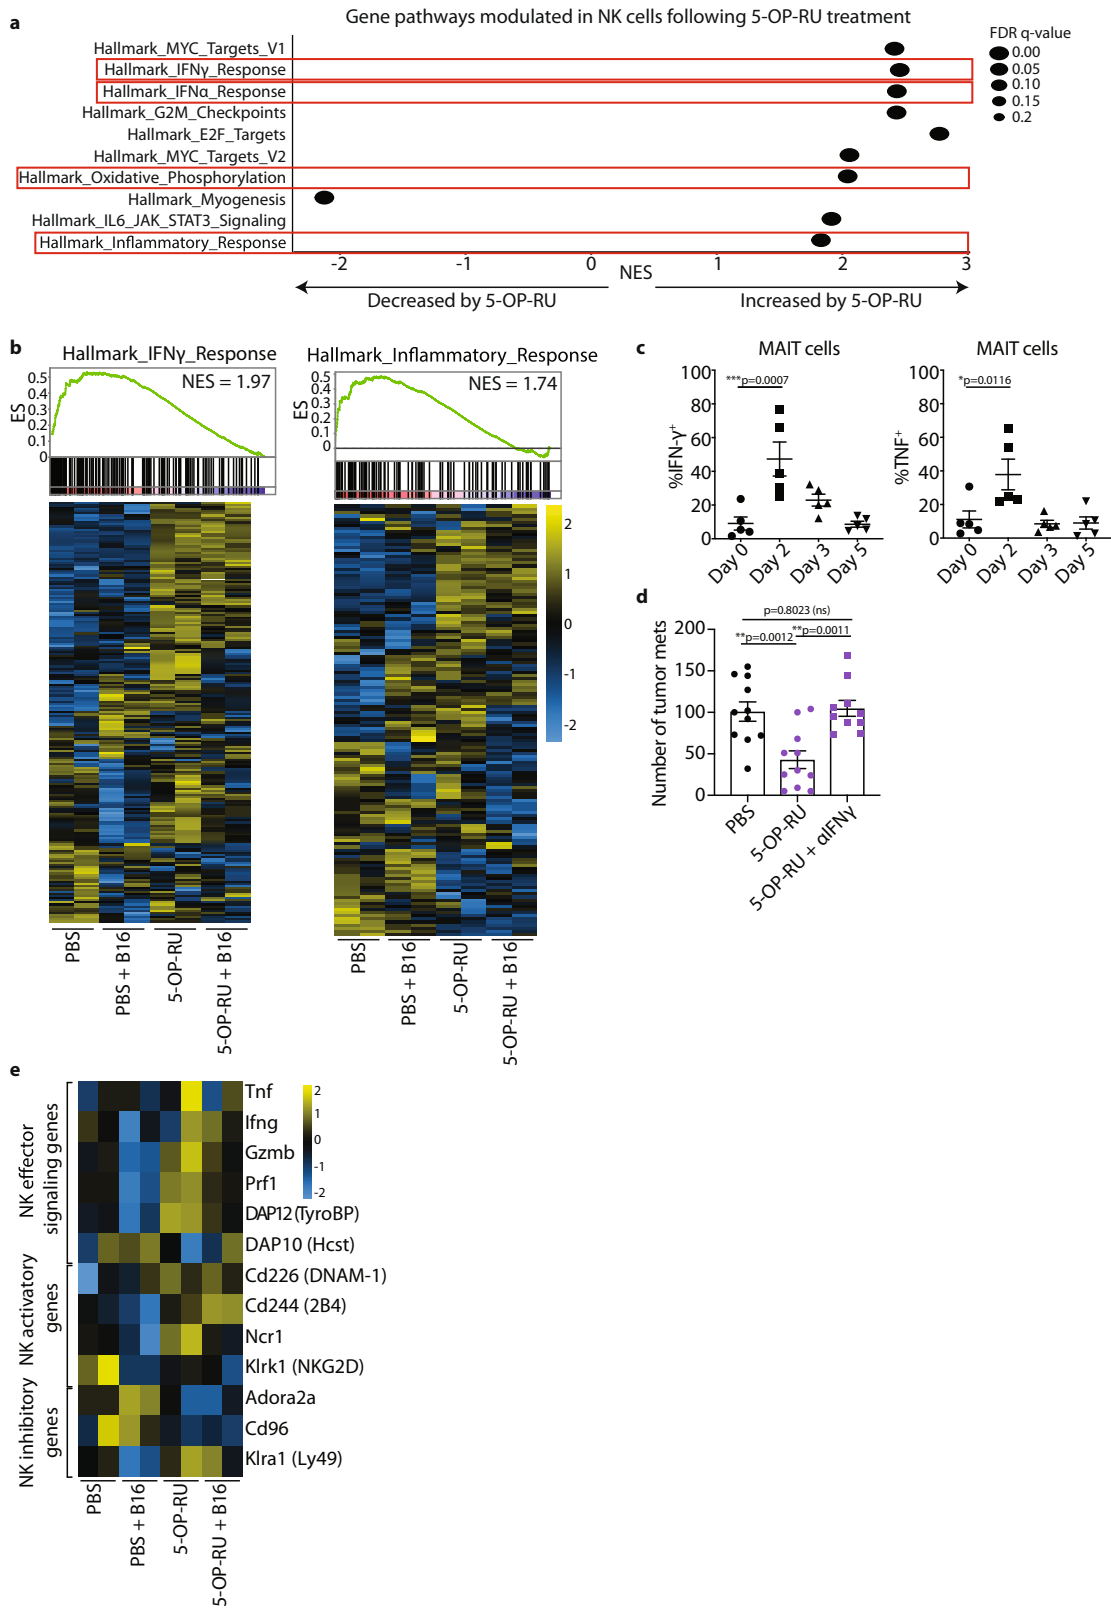 a
Gene pathways modulated in NK cells following 5-OP-RU treatment
Hallmark_MYC_Targets_V1
Hallmark_IFNγ_Response
Hallmark_IFNα_Response
Hallmark_G2M_Checkpoints
Hallmark_E2F_Targets
Hallmark_MYC_Targets_V2
Hallmark_Oxidative_Phosphorylation
Hallmark_Myogenesis
Hallmark_IL6_JAK_STAT3_Signaling
Hallmark_Inflammatory_Response
-2 -1 0 NES 1 2 3
Decreased by 5-OP-RU Increased by 5-OP-RU
FDR q-value
0.00
0.05
0.10
0.15
0.2
b
Hallmark_IFNγ_Response
NES = 1.97
ES
0.5
0.4
0.3
0.2
0.1
0
PBS
PBS + B16
5-OP-RU
5-OP-RU + B16
Hallmark_Inflammatory_Response
NES = 1.74
ES
0.5
0.4
0.3
0.2
0.1
0
2
1
0
-1
-2
PBS
PBS + B16
5-OP-RU
5-OP-RU + B16
c
MAIT cells
***p=0.0007
%IFN-γ+
100
80
60
40
20
0
Day 0
Day 2
Day 3
Day 5
MAIT cells
*p=0.0116
%TNF+
100
80
60
40
20
0
Day 0
Day 2
Day 3
Day 5
d
p=0.8023 (ns)
**p=0.0012
**p=0.0011
Number of tumor mets
200
150
100
50
0
PBS
5-OP-RU
5-OP-RU + αIFNγ
e
NK effector
signaling genes
NK activatory
genes
NK inhibitory
genes
Tnf
Ifng
Gzmb
Prf1
DAP12(TyroBP)
DAP10 (Hcst)
Cd226 (DNAM-1)
Cd244 (2B4)
Ncr1
Klrk1 (NKG2D)
Adora2a
Cd96
Klra1 (Ly49)
2
1
0
-1
-2
PBS
PBS + B16
5-OP-RU
5-OP-RU + B16